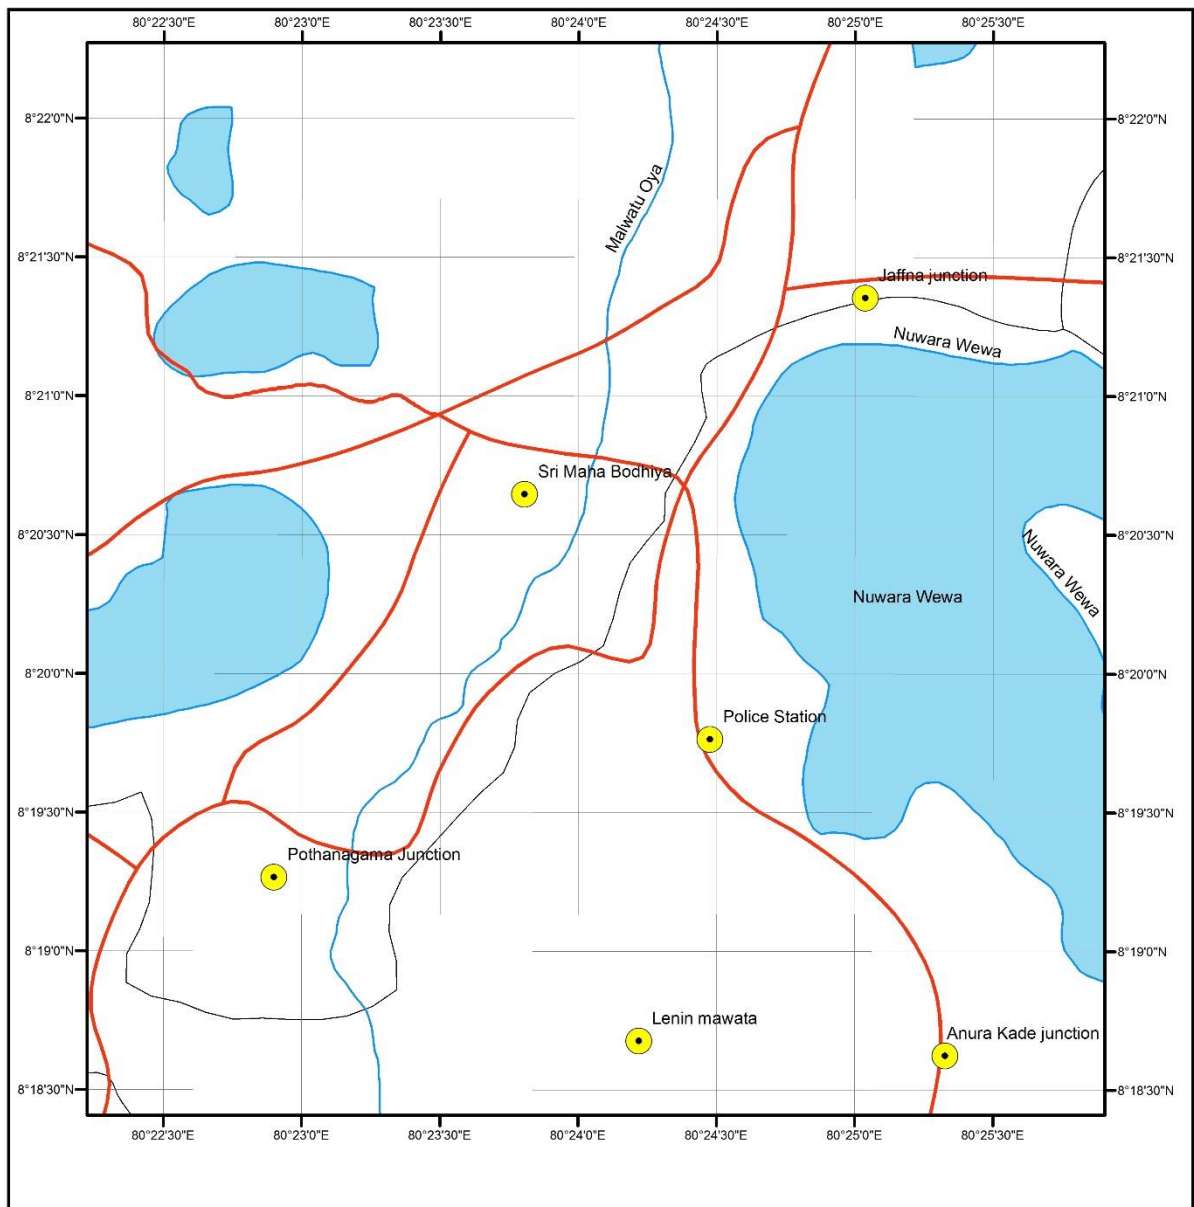 80°22'30"E 80°23'0"E 80°23'30"E 80°24'0"E 80°24'30"E 80°25'0"E 80°25'30"E
8°22'0"N 8°22'0"N
Malwatu Oya
8°21'30"N 8°21'30"N
Jaffna junction
Nuwara Wewa
8°21'0"N 8°21'0"N
Sri Maha Bodhiya
8°20'30"N 8°20'30"N
Nuwara Wewa
Nuwara Wewa
8°20'0"N 8°20'0"N
Police Station
8°19'30"N 8°19'30"N
Pothanagama Junction
8°19'0"N 8°19'0"N
Lenin mawata
Anura Kade junction
8°18'30"N 8°18'30"N
80°22'30"E 80°23'0"E 80°23'30"E 80°24'0"E 80°24'30"E 80°25'0"E 80°25'30"E